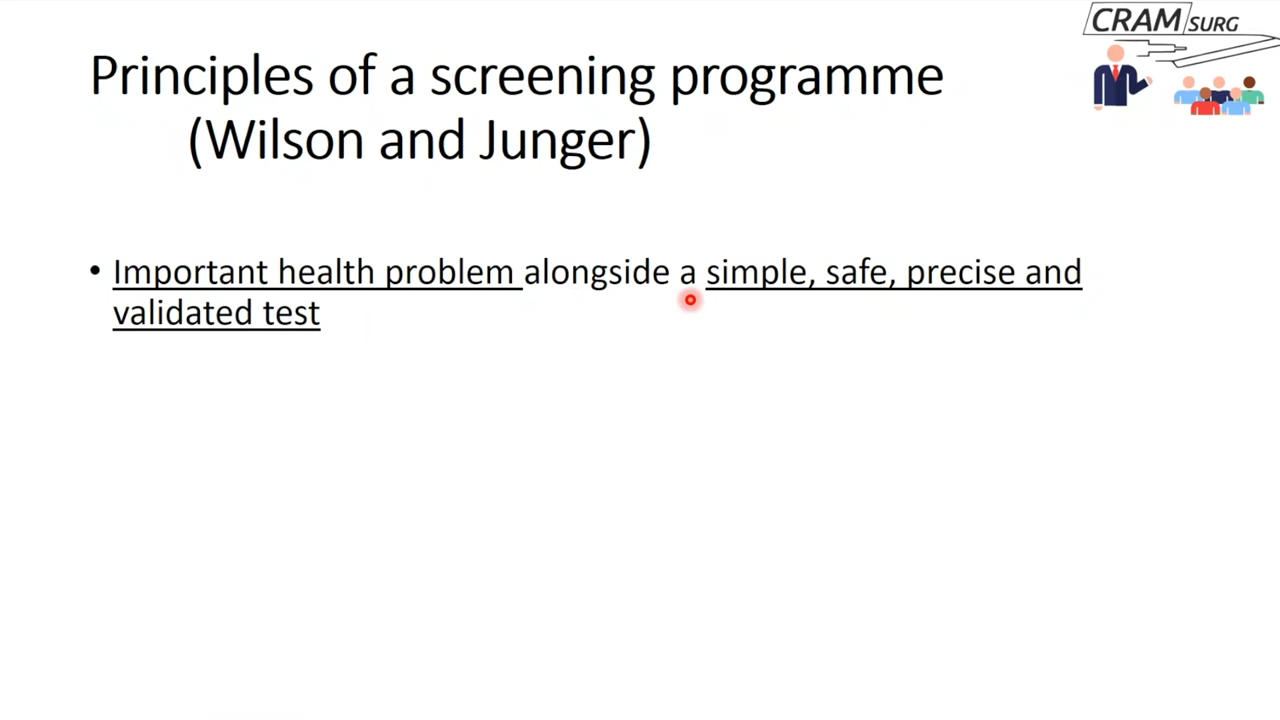 CRAM SURG
Principles of a screening programme
(Wilson and Junger)
• Important health problem alongside a simple, safe, precise and
validated test